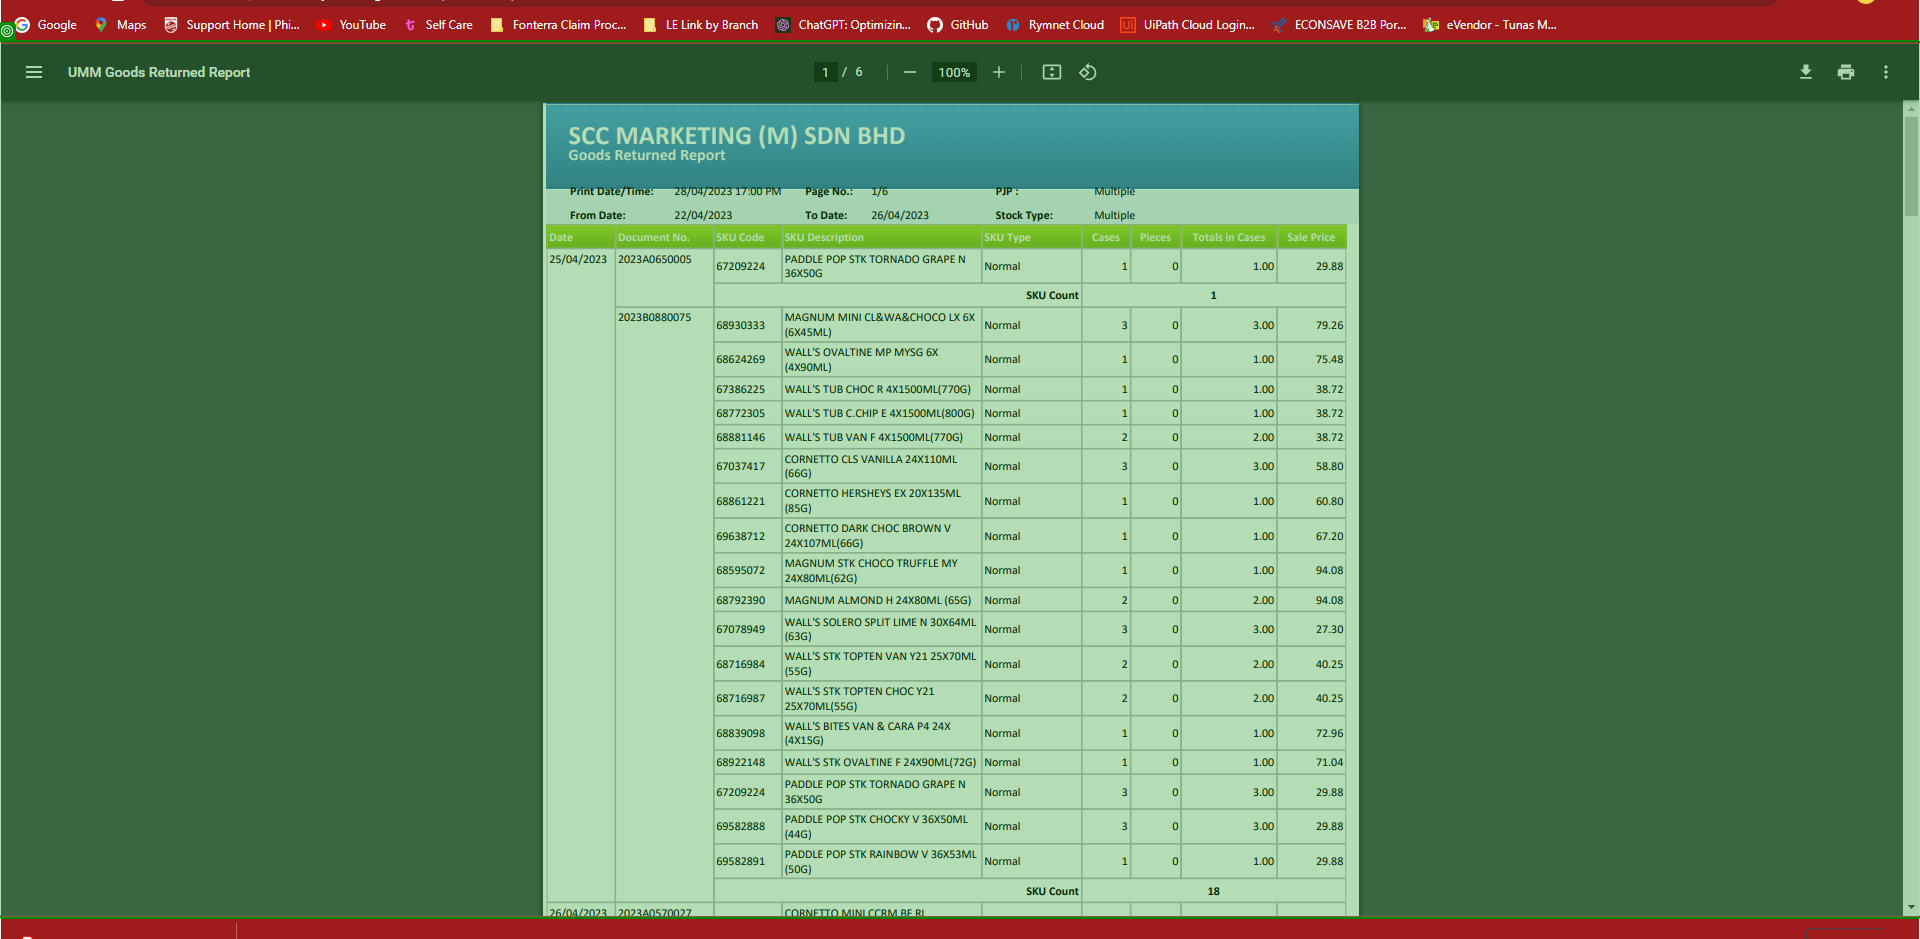 Google Maps Support Home | Phi... YouTube Self Care Fonterra Claim Proc... LE Link by Branch ChatGPT: Optimizin... GitHub Rymnet Cloud UiPath Cloud Login... ECONSAVE B2B Por... eVendor - Tunas M...
UMM Goods Returned Report 1 / 6 100%
SCC MARKETING (M) SDN BHD
Goods Returned Report
Print Date/Time: 28/04/2023 17:00 PM Page No.: 1/6 PJP : Multiple
From Date: 22/04/2023 To Date: 26/04/2023 Stock Type: Multiple
Date Document No. SKU Code SKU Description SKU Type Cases Pieces Totals in Cases Sale Price
25/04/2023 2023A0650005 67209224 PADDLE POP STK TORNADO GRAPE N Normal 1 0 1.00 29.88
36X50G
SKU Count 1
2023B0880075 68930333 MAGNUM MINI CL&WA&CHOCO LX 6X Normal 3 0 3.00 79.26
(6X45ML)
68624269 WALL'S OVALTINE MP MYSG 6X Normal 1 0 1.00 75.48
(4X90ML)
67386225 WALL'S TUB CHOC R 4X1500ML(770G) Normal 1 0 1.00 38.72
68772305 WALL'S TUB C.CHIP E 4X1500ML(800G) Normal 1 0 1.00 38.72
68881146 WALL'S TUB VAN F 4X1500ML(770G) Normal 2 0 2.00 38.72
67037417 CORNETTO CLS VANILLA 24X110ML Normal 3 0 3.00 58.80
(66G)
68861221 CORNETTO HERSHEYS EX 20X135ML Normal 1 0 1.00 60.80
(85G)
69638712 CORNETTO DARK CHOC BROWN V Normal 1 0 1.00 67.20
24X107ML(66G)
68595072 MAGNUM STK CHOCO TRUFFLE MY Normal 1 0 1.00 94.08
24X80ML(62G)
68792390 MAGNUM ALMOND H 24X80ML (65G) Normal 2 0 2.00 94.08
67078949 WALL'S SOLERO SPLIT LIME N 30X64ML Normal 3 0 3.00 27.30
(63G)
68716984 WALL'S STK TOPTEN VAN Y21 25X70ML Normal 2 0 2.00 40.25
(55G)
68716987 WALL'S STK TOPTEN CHOC Y21 Normal 2 0 2.00 40.25
25X70ML(55G)
68839098 WALL'S BITES VAN & CARA P4 24X Normal 1 0 1.00 72.96
(4X15G)
68922148 WALL'S STK OVALTINE F 24X90ML(72G) Normal 1 0 1.00 71.04
67209224 PADDLE POP STK TORNADO GRAPE N Normal 3 0 3.00 29.88
36X50G
69582888 PADDLE POP STK CHOCKY V 36X50ML Normal 3 0 3.00 29.88
(44G)
69582891 PADDLE POP STK RAINBOW V 36X53ML Normal 1 0 1.00 29.88
(50G)
SKU Count 18
26/04/2023 2023A0570027 CORNETTO MINI CCRM BF RL